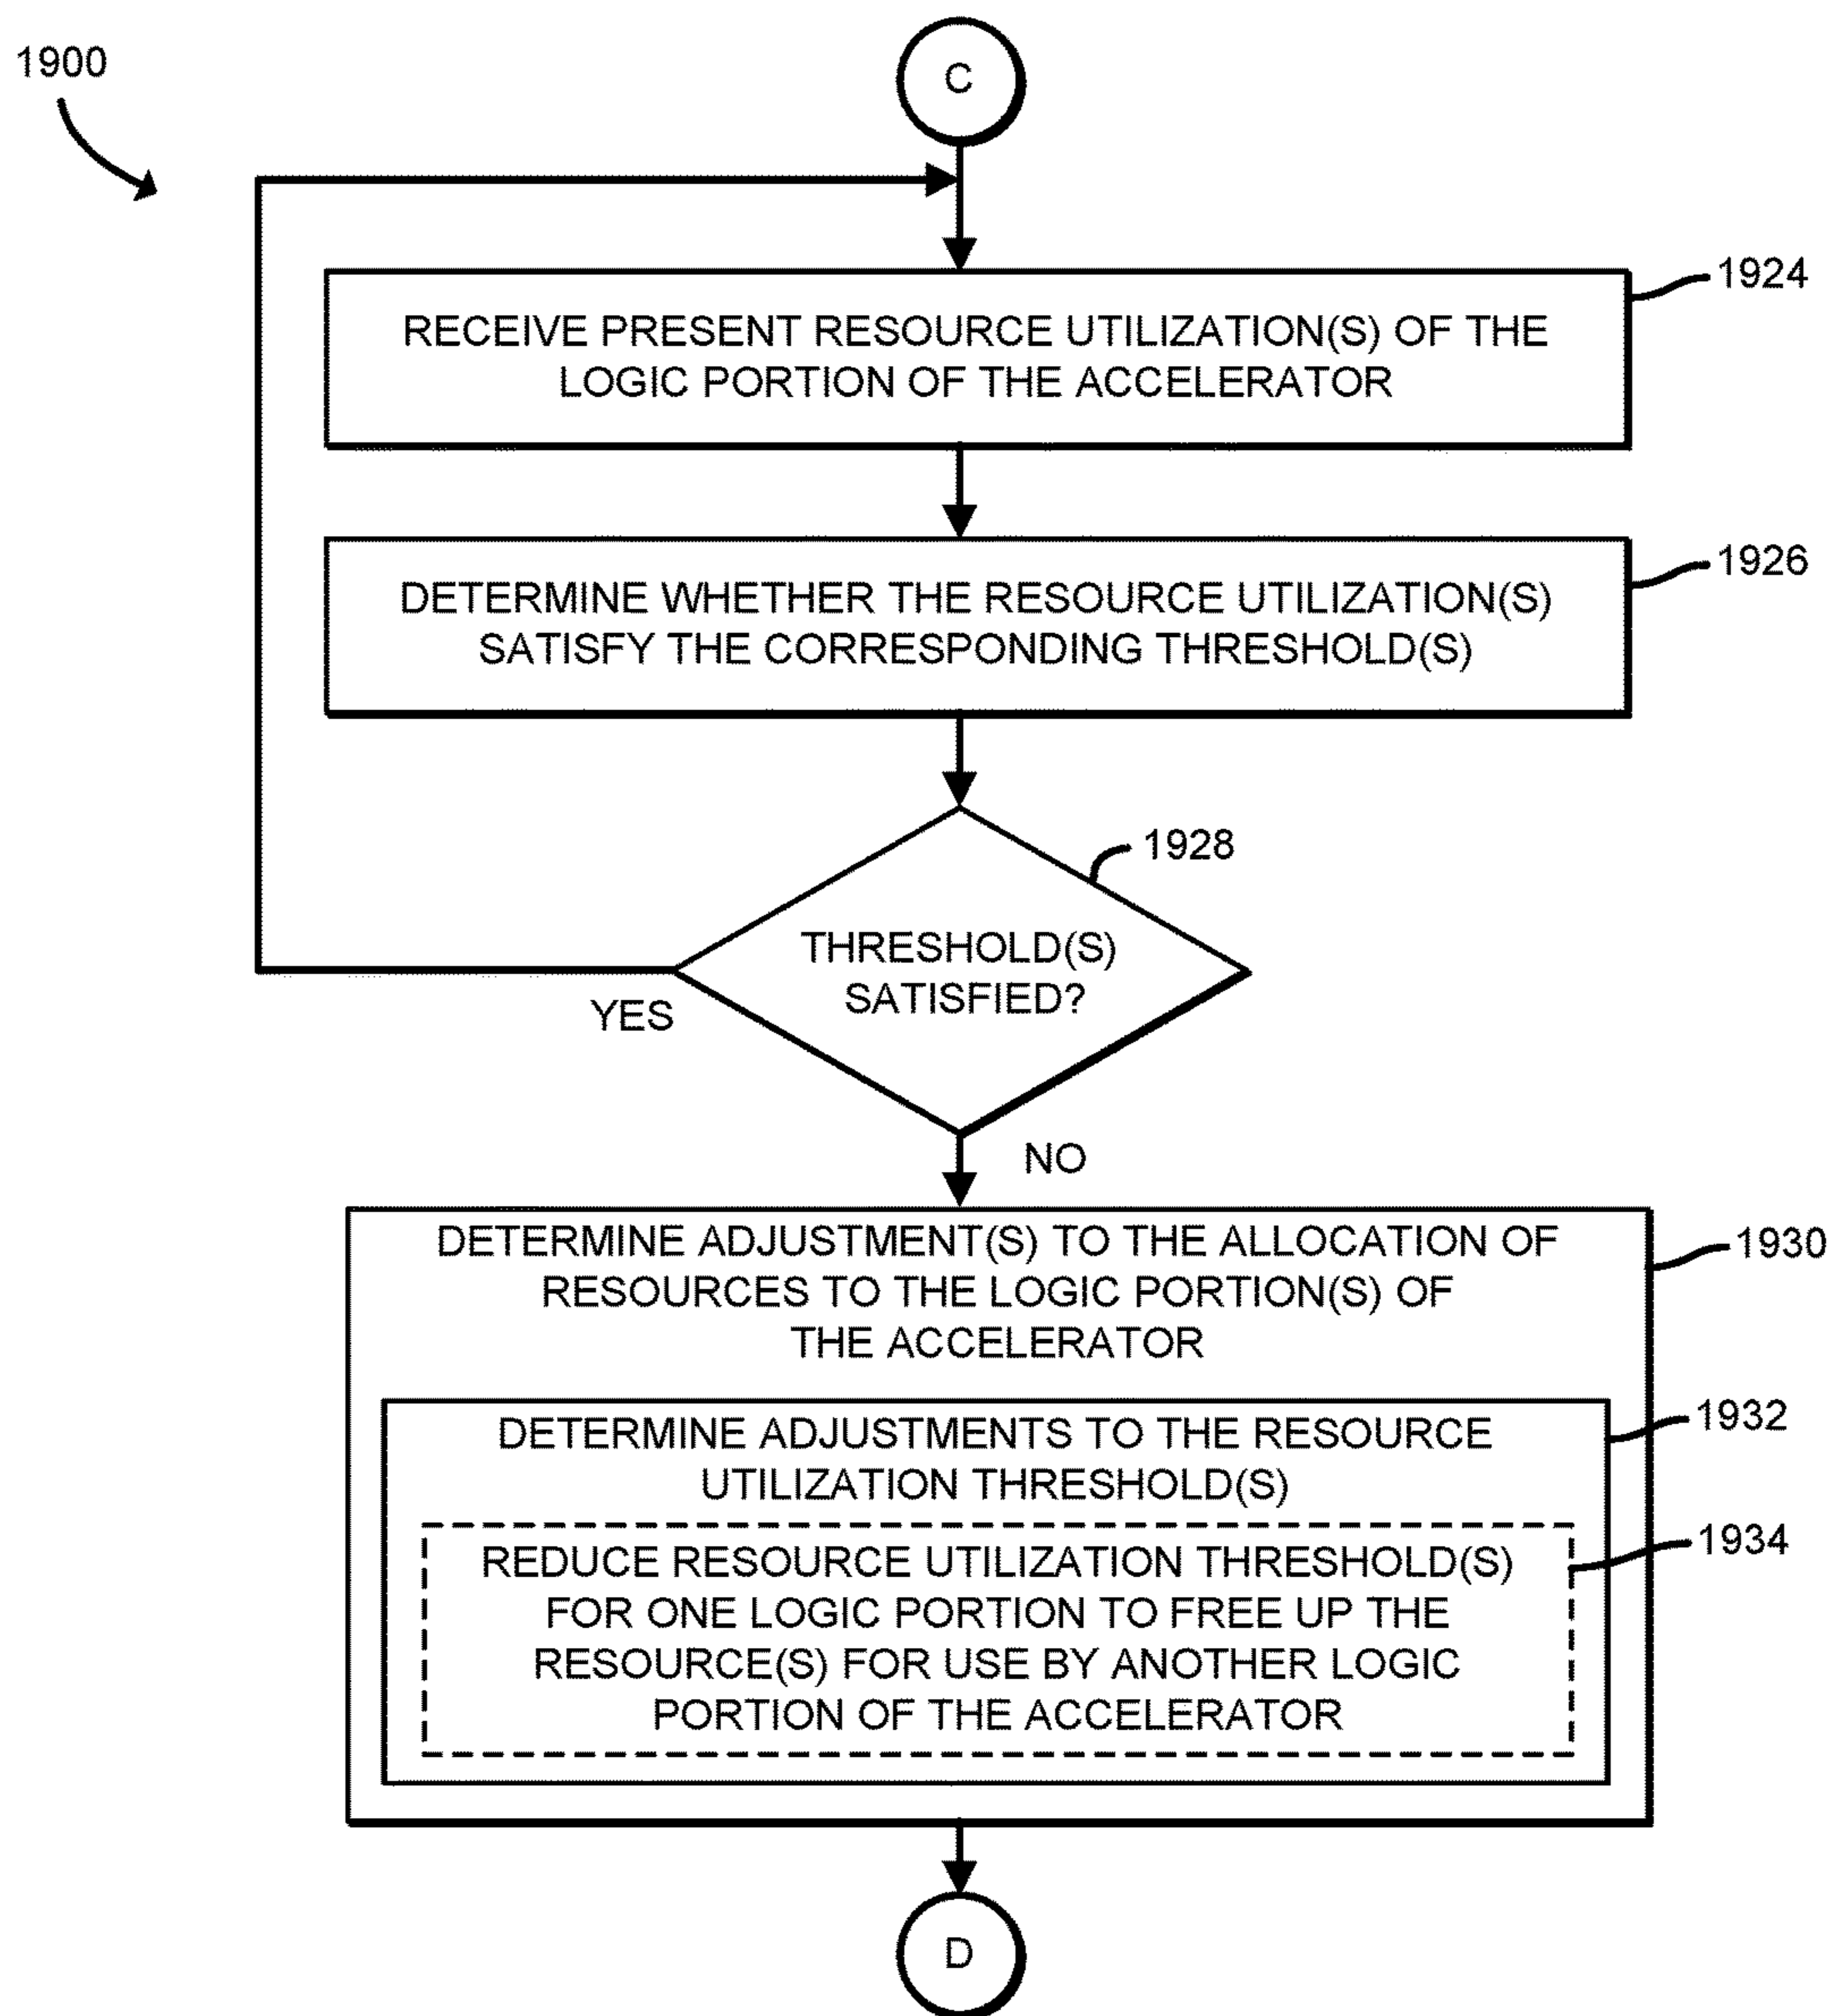 1900
C
1924
RECEIVE PRESENT RESOURCE UTILIZATION(S) OF THE
LOGIC PORTION OF THE ACCELERATOR
1926
DETERMINE WHETHER THE RESOURCE UTILIZATION(S)
SATISFY THE CORRESPONDING THRESHOLD(S)
1928
THRESHOLD(S)
SATISFIED?
YES
NO
1930
DETERMINE ADJUSTMENT(S) TO THE ALLOCATION OF
RESOURCES TO THE LOGIC PORTION(S) OF
THE ACCELERATOR
1932
DETERMINE ADJUSTMENTS TO THE RESOURCE
UTILIZATION THRESHOLD(S)
1934
REDUCE RESOURCE UTILIZATION THRESHOLD(S)
FOR ONE LOGIC PORTION TO FREE UP THE
RESOURCE(S) FOR USE BY ANOTHER LOGIC
PORTION OF THE ACCELERATOR
D